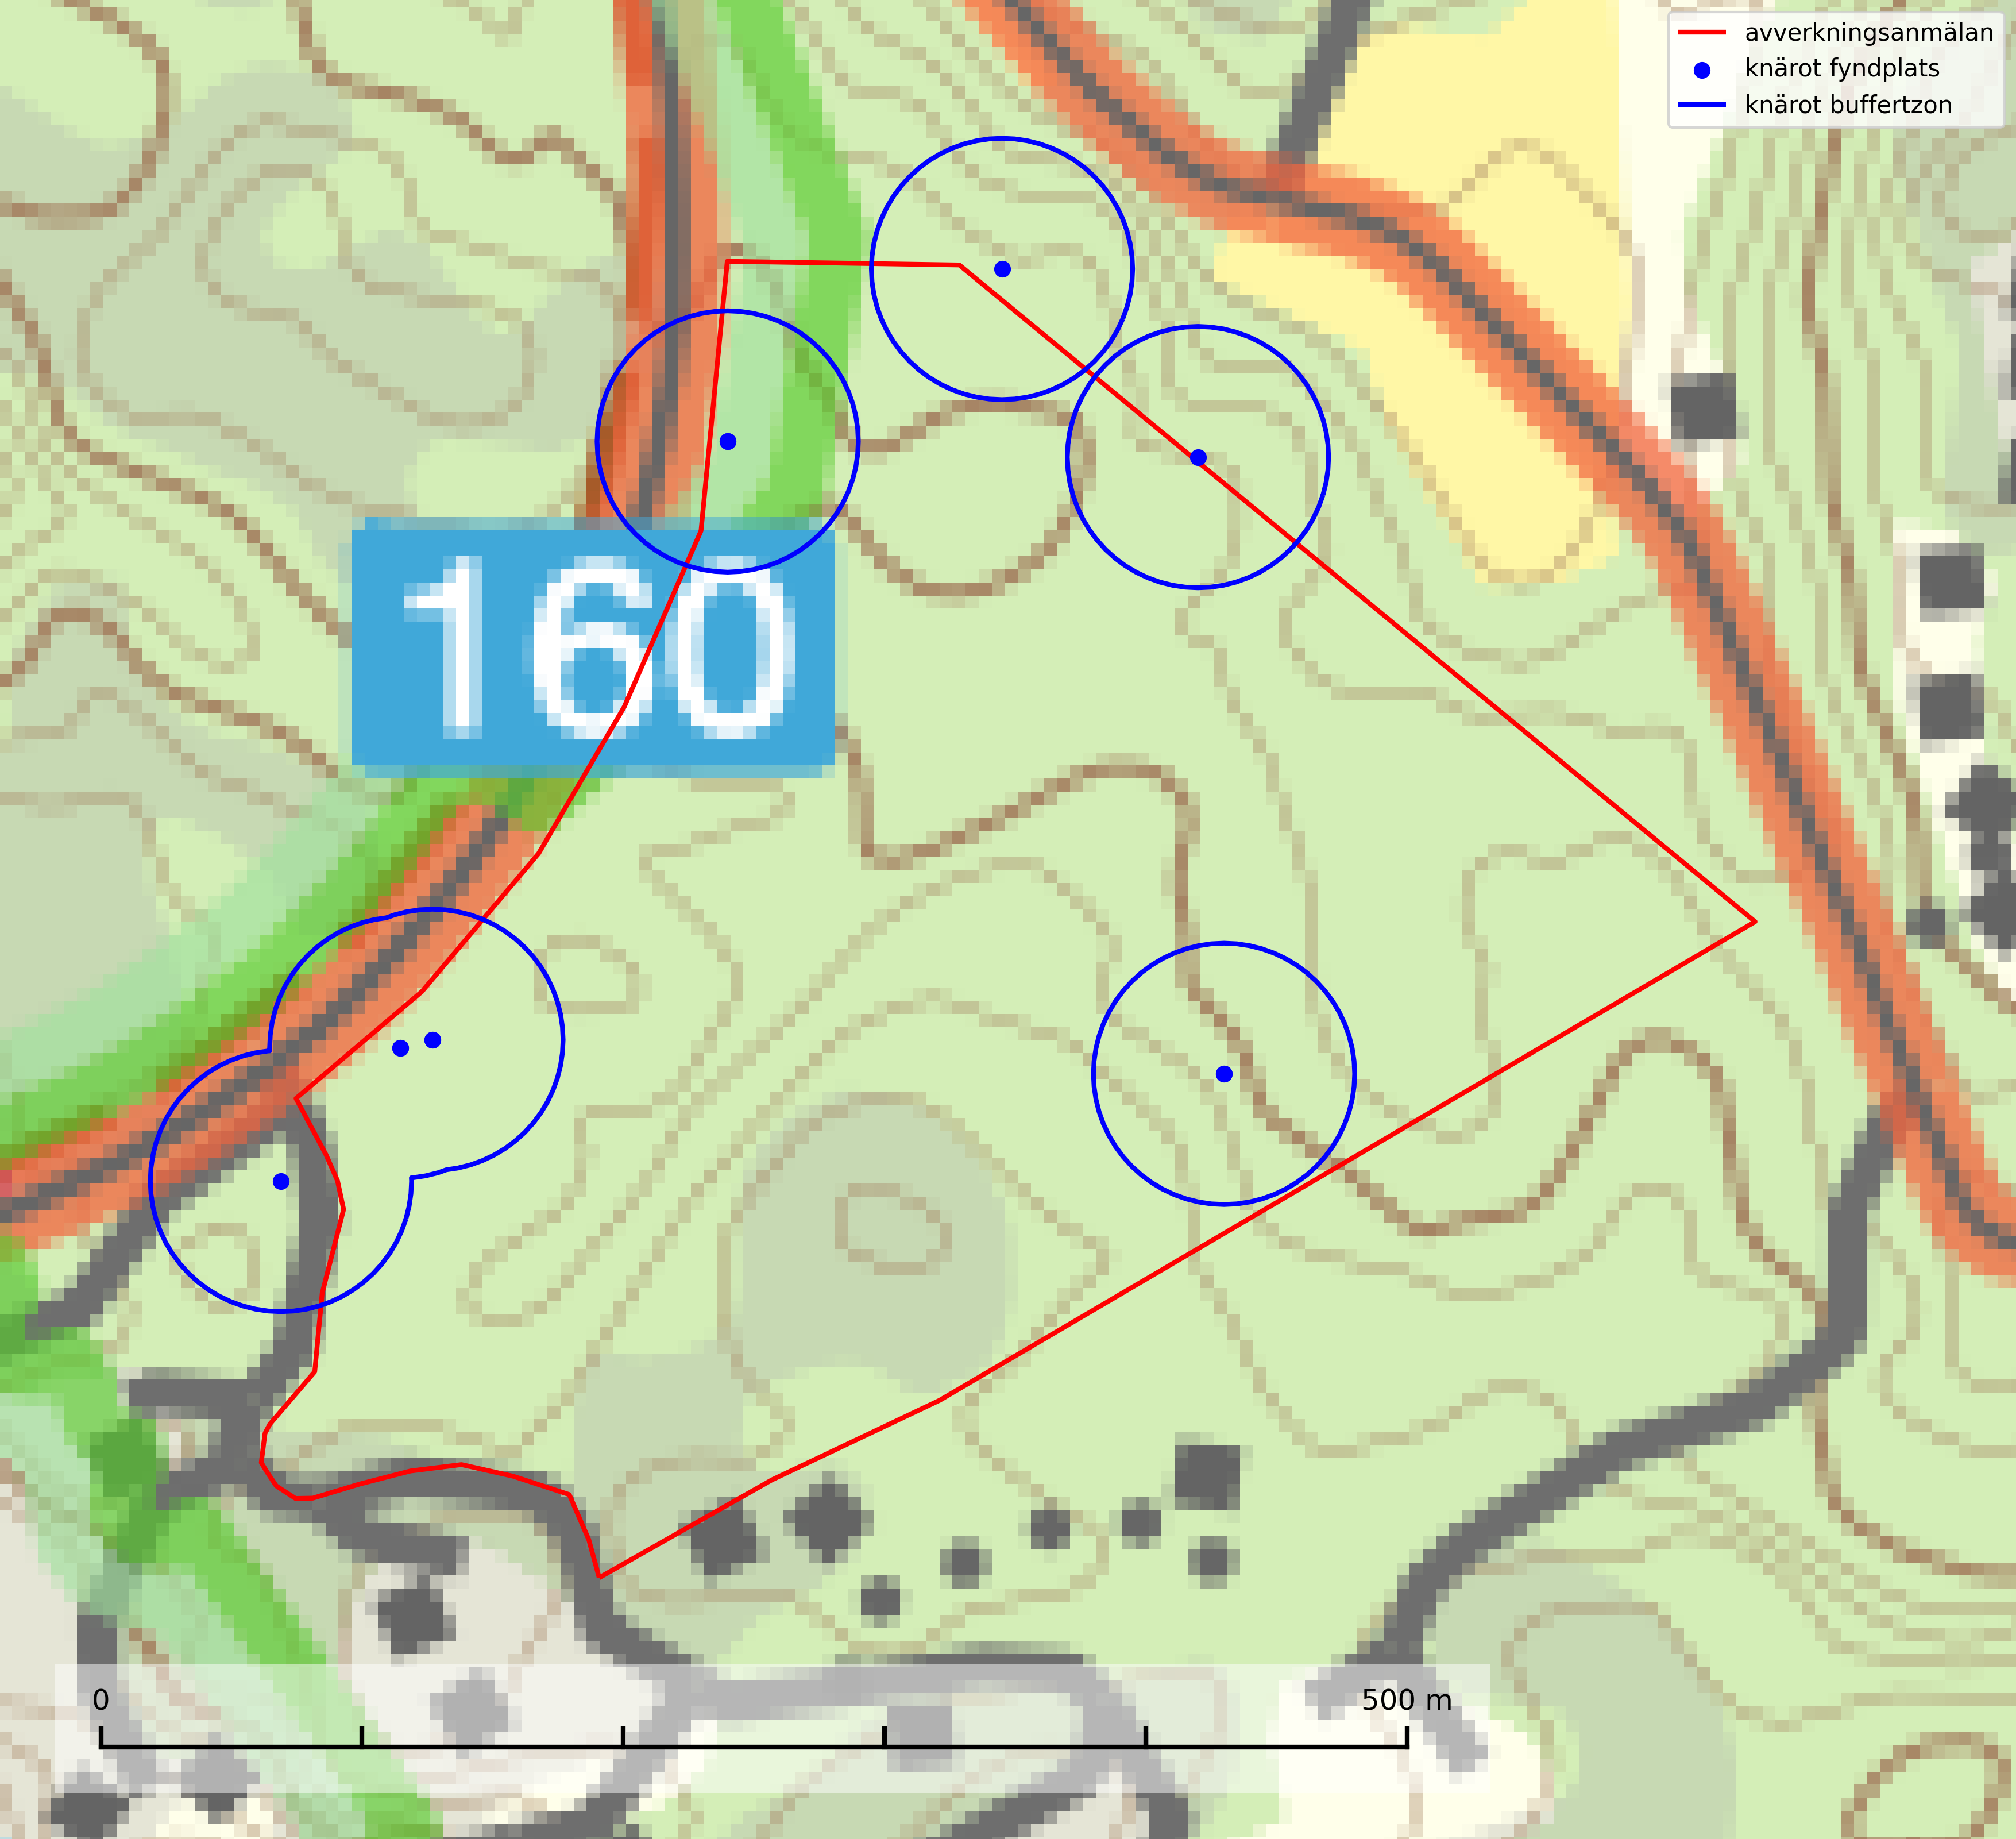 avverkningsanmälan
knärot fyndplats
knärot buffertzon
160
0 500 m